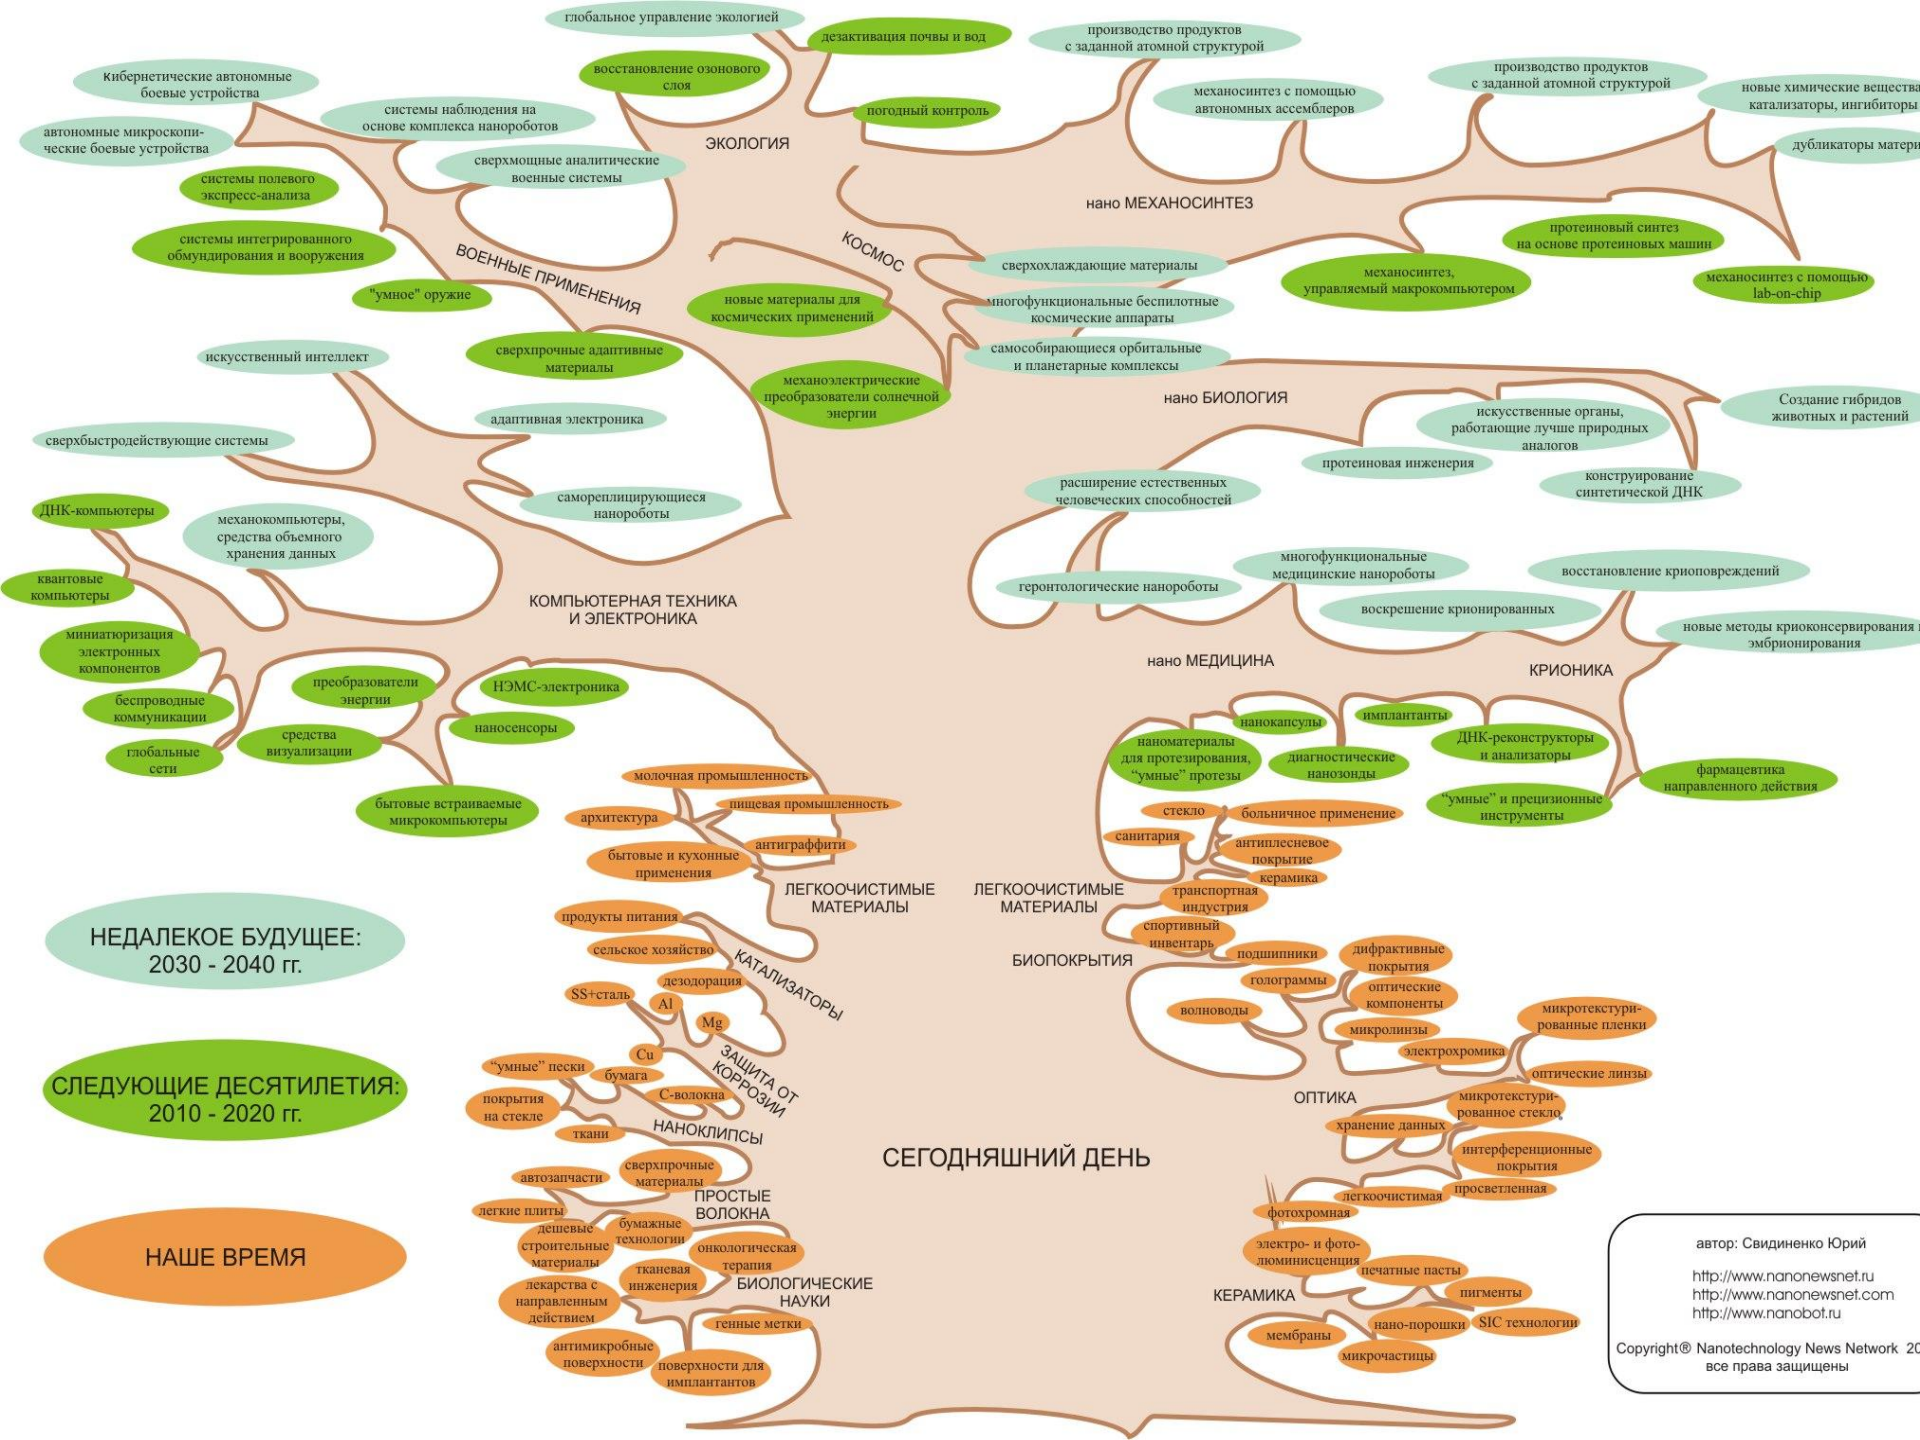 глобальное управление экологией
дезактивация почвы и вод
восстановление озонового
слоя
погодный контроль
ЭКОЛОГИЯ
производство продуктов
с заданной атомной структурой
механосинтез с помощью
автономных ассемблеров
производство продуктов
с заданной атомной структурой
новые химические вещества
катализаторы, ингибиторы
дубликаторы
нано МЕХАНОСИНТЕЗ
протеиновый синтез
на основе протеиновых машин
механосинтез с помощью
lab-on-chip
механосинтез,
управляемый макрокомпьютером
кибернетические автономные
боевые устройства
автономные микроскопи-
ческие боевые устройства
системы наблюдения на
основе комплекса нанороботов
сверхмощные аналитические
военные системы
системы полевого
экспресс-анализа
системы интегрированного
обмундирования и вооружения
"умное" оружие
ВОЕННЫЕ ПРИМЕНЕНИЯ
сверхпрочные адаптивные
материалы
КОСМОС
сверхохлаждающие материалы
многофункциональные беспилотные
космические аппараты
самособирающиеся орбитальные
и планетарные комплексы
новые материалы для
космических применений
механоэлектрические
преобразователи солнечной
энергии
нано БИОЛОГИЯ
Создание гибридов
животных и растений
искусственные органы,
работающие лучше природных
аналогов
протеиновая инженерия
конструирование
синтетической ДНК
искусственный интеллект
адаптивная электроника
сверхбыстродействующие системы
самореплицирующиеся
нанороботы
ДНК-компьютеры
механокомпьютеры,
средства объемного
хранения данных
квантовые
компьютеры
миниатюризация
электронных
компонентов
беспроводные
коммуникации
глобальные
сети
КОМПЬЮТЕРНАЯ ТЕХНИКА
И ЭЛЕКТРОНИКА
преобразователи
энергии
средства
визуализации
НЭМС-электроника
наносенсоры
бытовые встраиваемые
микрокомпьютеры
расширение естественных
человеческих способностей
геронтологические нанороботы
многофункциональные
медицинские нанороботы
воскрешение крионированных
восстановление криоповреждений
новые методы криоконсервирования
эмбрионирования
нано МЕДИЦИНА
КРИОНИКА
наноматериалы
для протезирования,
“умные” протезы
нанокапсулы
диагностические
нанозонды
имплантанты
ДНК-реконструкторы
и анализаторы
“умные” и прецизионные
инструменты
фармацевтика
направленного действия
молочная промышленность
пищевая промышленность
архитектура
антиграффити
бытовые и кухонные
применения
ЛЕГКООЧИСТИМЫЕ
МАТЕРИАЛЫ
стекло
больничное применение
санитария
антиплесневое
покрытие
керамика
транспортная
индустрия
ЛЕГКООЧИСТИМЫЕ
МАТЕРИАЛЫ
спортивный
инвентарь
подшипники
БИОПОКРЫТИЯ
продукты питания
сельское хозяйство
дезодорация
КАТАЛИЗАТОРЫ
SS+сталь
Al
Mg
Cu
ЗАЩИТА ОТ
КОРРОЗИИ
“умные” пески
бумага
С-волокна
покрытия
на стекле
ткани
НАНОКЛИПСЫ
сверхпрочные
материалы
автозапчасти
легкие плиты
дешевые
строительные
материалы
бумажные
технологии
ПРОСТЫЕ
ВОЛОКНА
онкологическая
терапия
тканевая
инженерия
лекарства с
направленным
действием
БИОЛОГИЧЕСКИЕ
НАУКИ
генные метки
антимикробные
поверхности
поверхности для
имплантантов
голограммы
дифрактивные
покрытия
оптические
компоненты
волноводы
микролинзы
электрохромика
микротекстури-
рованные пленки
оптические линзы
ОПТИКА
микротекстури-
рованное стекло
хранение данных
интерференционные
покрытия
просветленная
легкоочистимая
фотохромная
электро- и фото-
люминисценция
печатные пасты
пигменты
КЕРАМИКА
нано-порошки
SIC технологии
мембраны
микрочастицы
СЕГОДНЯШНИЙ ДЕНЬ
НЕДАЛЕКОЕ БУДУЩЕЕ:
2030 - 2040 гг.
СЛЕДУЮЩИЕ ДЕСЯТИЛЕТИЯ:
2010 - 2020 гг.
НАШЕ ВРЕМЯ
автор: Свидиненко Юрий
http://www.nanonewsnet.ru
http://www.nanonewsnet.com
http://www.nanobot.ru
Copyright® Nanotechnology News Network
все права защищены